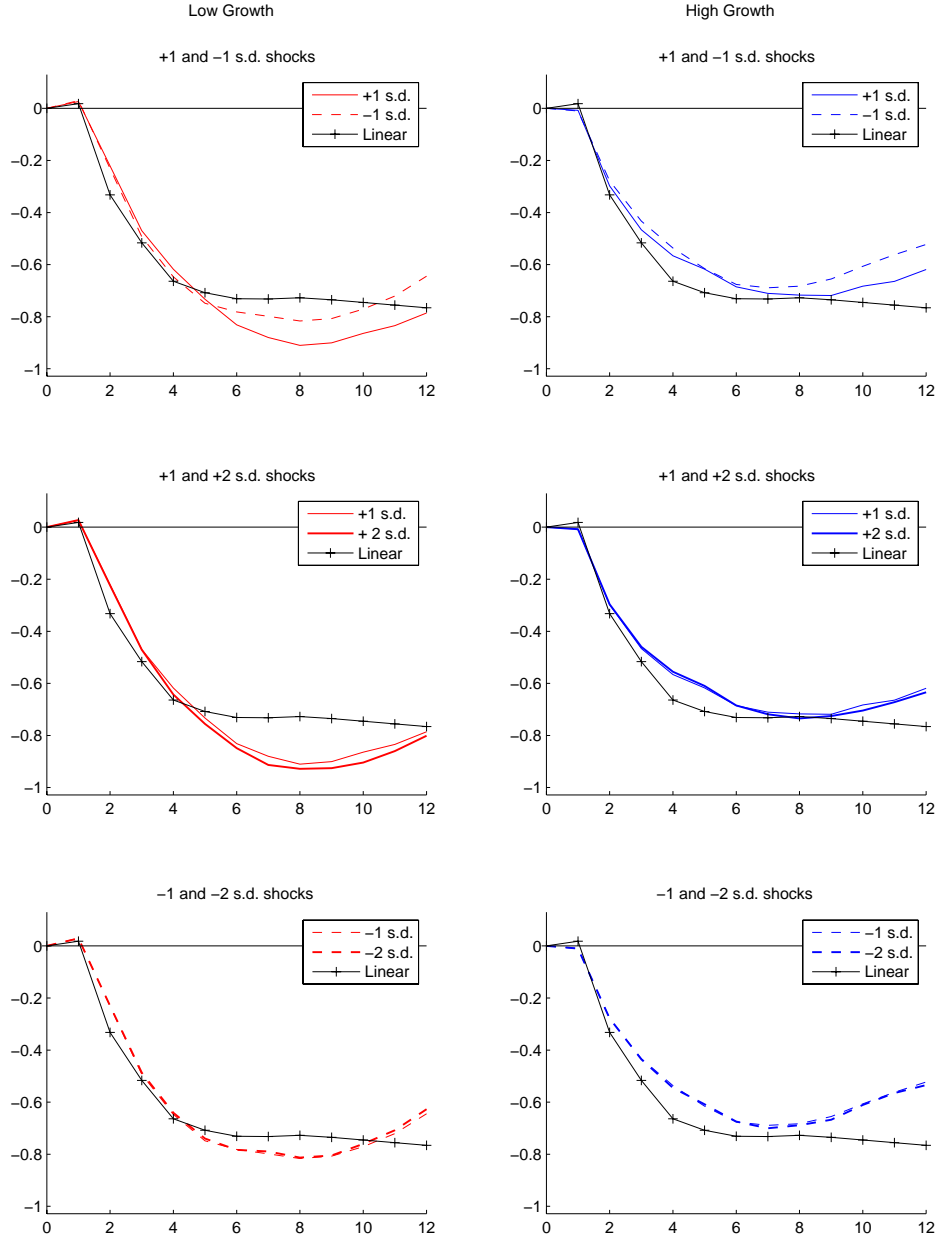 Low Growth
High Growth
+1 and −1 s.d. shocks
+1 s.d.
−1 s.d.
Linear
0
−0.2
−0.4
−0.6
−0.8
−1
0 2 4 6 8 10 12
+1 and −1 s.d. shocks
+1 s.d.
−1 s.d.
Linear
0
−0.2
−0.4
−0.6
−0.8
−1
0 2 4 6 8 10 12
+1 and +2 s.d. shocks
+1 s.d.
+ 2 s.d.
Linear
0
−0.2
−0.4
−0.6
−0.8
−1
0 2 4 6 8 10 12
+1 and +2 s.d. shocks
+1 s.d.
+2 s.d.
Linear
0
−0.2
−0.4
−0.6
−0.8
−1
0 2 4 6 8 10 12
−1 and −2 s.d. shocks
−1 s.d.
−2 s.d.
Linear
0
−0.2
−0.4
−0.6
−0.8
−1
0 2 4 6 8 10 12
−1 and −2 s.d. shocks
−1 s.d.
−2 s.d.
Linear
0
−0.2
−0.4
−0.6
−0.8
−1
0 2 4 6 8 10 12